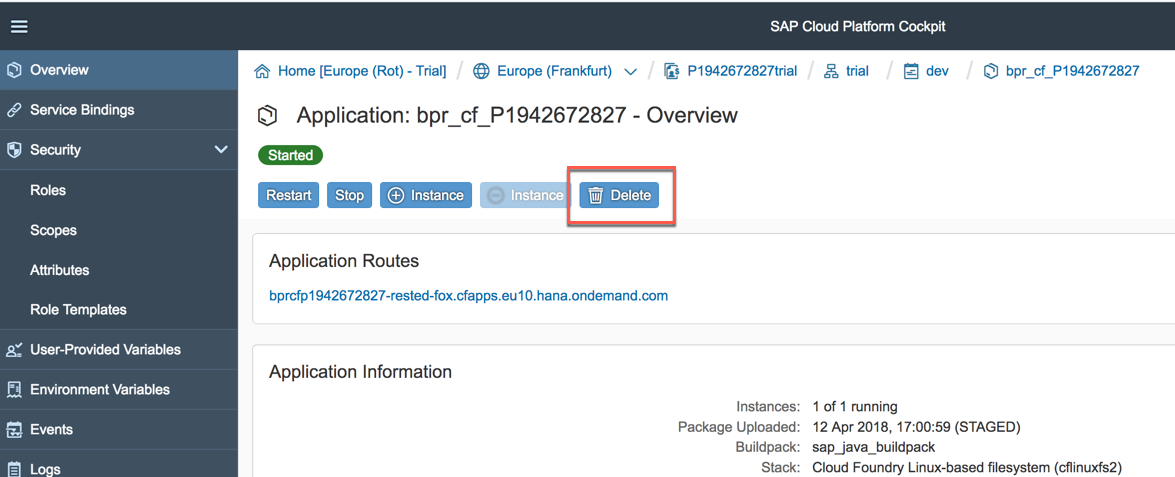 SAP Cloud Platform Cockpit
Overview
Service Bindings
Security
Roles
Scopes
Attributes
Role Templates
User-Provided Variables
Environment Variables
Events
Logs
Home [Europe (Rot) - Trial] / Europe (Frankfurt) / P1942672827trial / trial / dev / bpr_cf_P1942672827
Application: bpr_cf_P1942672827 - Overview
Started
Restart Stop Instance Instance Delete
Application Routes
bprcfp1942672827-rested-fox.cfapps.eu10.hana.ondemand.com
Application Information
Instances: 1 of 1 running
Package Uploaded: 12 Apr 2018, 17:00:59 (STAGED)
Buildpack: sap_java_buildpack
Stack: Cloud Foundry Linux-based filesystem (cflinuxfs2)